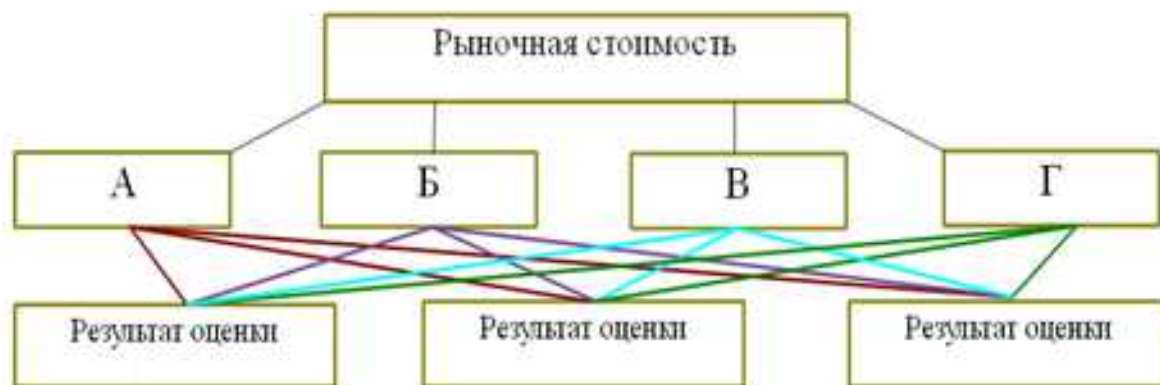 Рыночная стоимость
А
Б
В
Г
Результат оценки
Результат оценки
Результат оценки